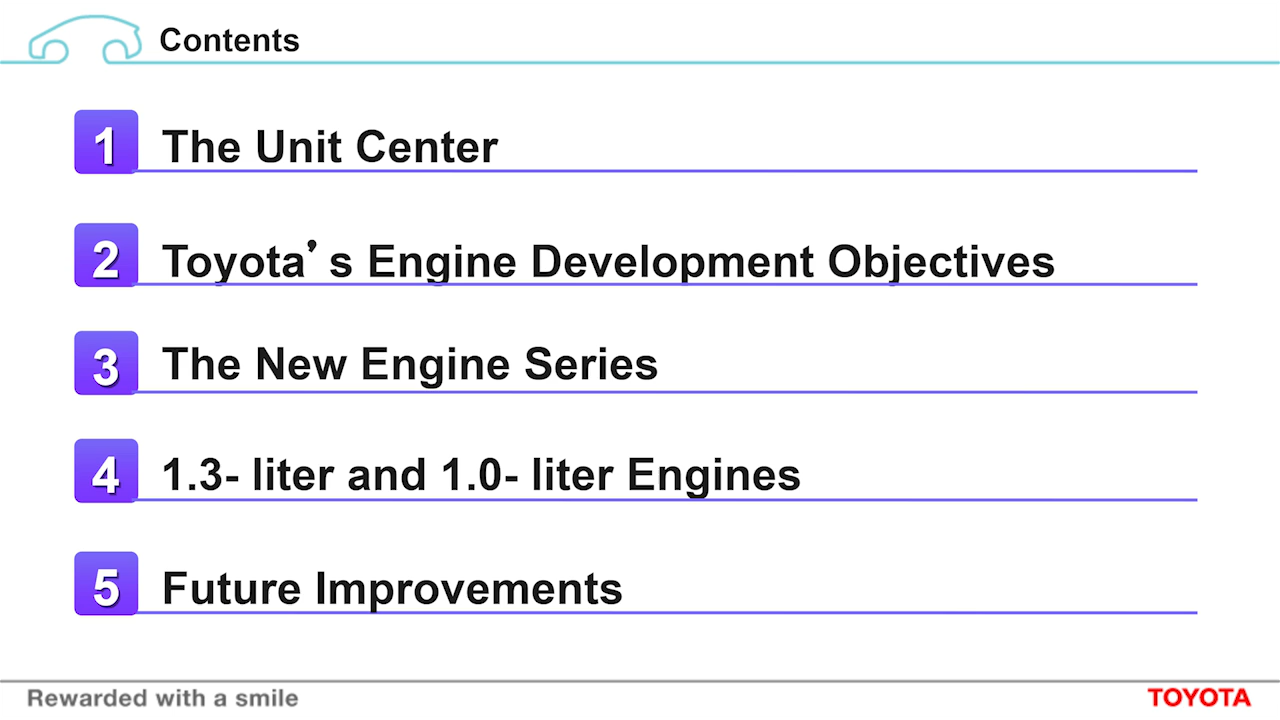 Contents
1 The Unit Center
2 Toyota’s Engine Development Objectives
3 The New Engine Series
4 1.3- liter and 1.0- liter Engines
5 Future Improvements
Rewarded with a smile TOYOTA